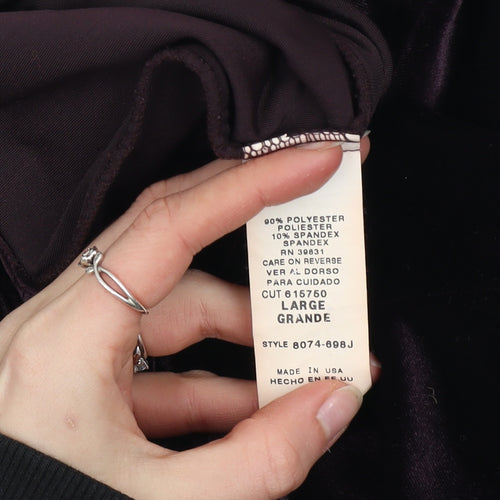 90% POLYESTER
POLIESTER
10% SPANDEX
SPANDEX
RN 39831
CARE ON REVERSE
VER AL DORSO
PARA CUIDADO
CUT 615750
LARGE
GRANDE
STYLE 8074-698J
MADE IN USA
HECHO EN EE UU